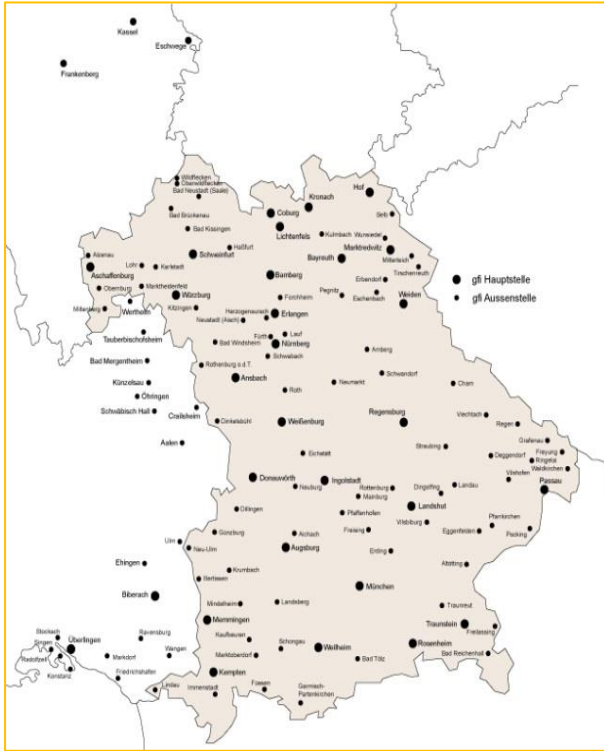 Kassel
Eschwege
Frankenberg
Wildflecken
Oberwildflecken
Bad Neustadt (Saale)
Hof
Kronach
Coburg
Selb
Bad Brückenau
Lichtenfels
Kulmbach
Wunsiedel
Bad Kissingen
Haßfurt
Marktredwitz
Schweinfurt
Bayreuth
Mitterteich
Alzenau
Lohr
Karlstadt
Tirschenreuth
Aschaffenburg
Bamberg
Erbendorf
Obernburg
Marktheidenfeld
Pegnitz
Eschenbach
Würzburg
Forchheim
Weiden
Wertheim
Kitzingen
Herzogenaurach
Miltenberg
Neustadt (Aisch)
Erlangen
Tauberbischofsheim
Fürth
Lauf
Bad Windsheim
Nürnberg
Amberg
Bad Mergentheim
Schwabach
Rothenburg o.d.T.
Schwandorf
Künzelsau
Ansbach
Neumarkt
Cham
Öhringen
Roth
Schwäbisch Hall
Crailsheim
Viechtach
Dinkelsbühl
Weißenburg
Regensburg
Regen
Aalen
Straubing
Grafenau
Eichstätt
Deggendorf
Freyung
Ringelai
Waldkirchen
Donauwörth
Ingolstadt
Vilshofen
Neuburg
Rottenburg
Dingolfing
Landau
Passau
Mainburg
Dillingen
Pfaffenhofen
Landshut
Vilsbiburg
Pfarrkirchen
Günzburg
Aichach
Freising
Eggenfelden
Pocking
Ulm
Neu-Ulm
Augsburg
Erding
Ehingen
Krumbach
Altötting
Illertissen
München
Biberach
Mindelheim
Landsberg
Traunreut
Memmingen
Traunstein
Stockach
Ravensburg
Kaufbeuren
Freilassing
Singen
Überlingen
Schongau
Weilheim
Rosenheim
Radolfzell
Markdorf
Wangen
Marktoberdorf
Bad Tölz
Bad Reichenhall
Konstanz
Friedrichshafen
Kempten
Lindau
Immenstadt
Füssen
Garmisch-
Partenkirchen
gfi Hauptstelle
gfi Aussenstelle